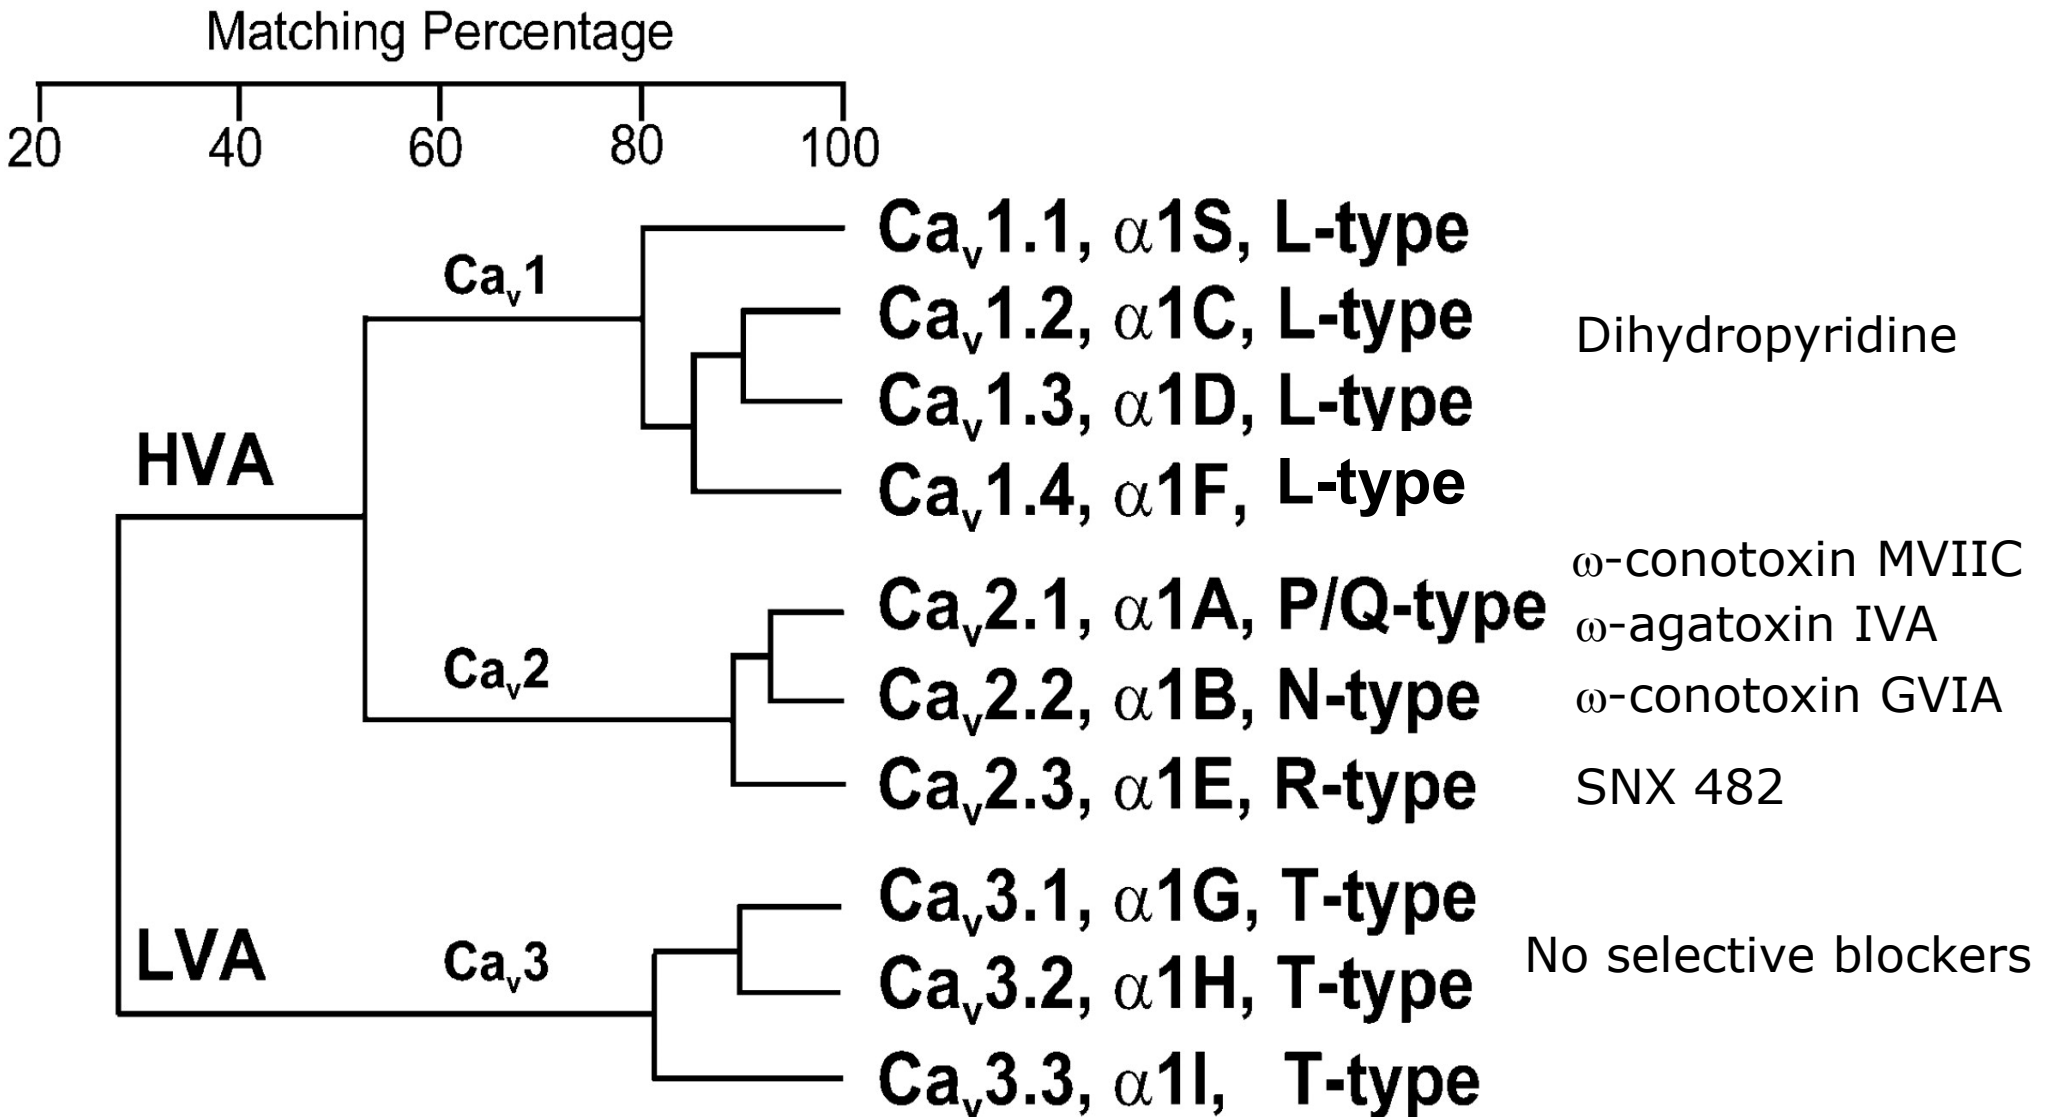 Matching Percentage
20 40 60 80 100
Cav1.1, α1S, L-type
Cav1
Cav1.2, α1C, L-type
Dihydropyridine
Cav1.3, α1D, L-type
HVA
Cav1.4, α1F, L-type
ω-conotoxin MVIIC
Cav2.1, α1A, P/Q-type
ω-agatoxin IVA
Cav2
Cav2.2, α1B, N-type
ω-conotoxin GVIA
Cav2.3, α1E, R-type
SNX 482
Cav3.1, α1G, T-type
LVA
Cav3
No selective blockers
Cav3.2, α1H, T-type
Cav3.3, α1I, T-type